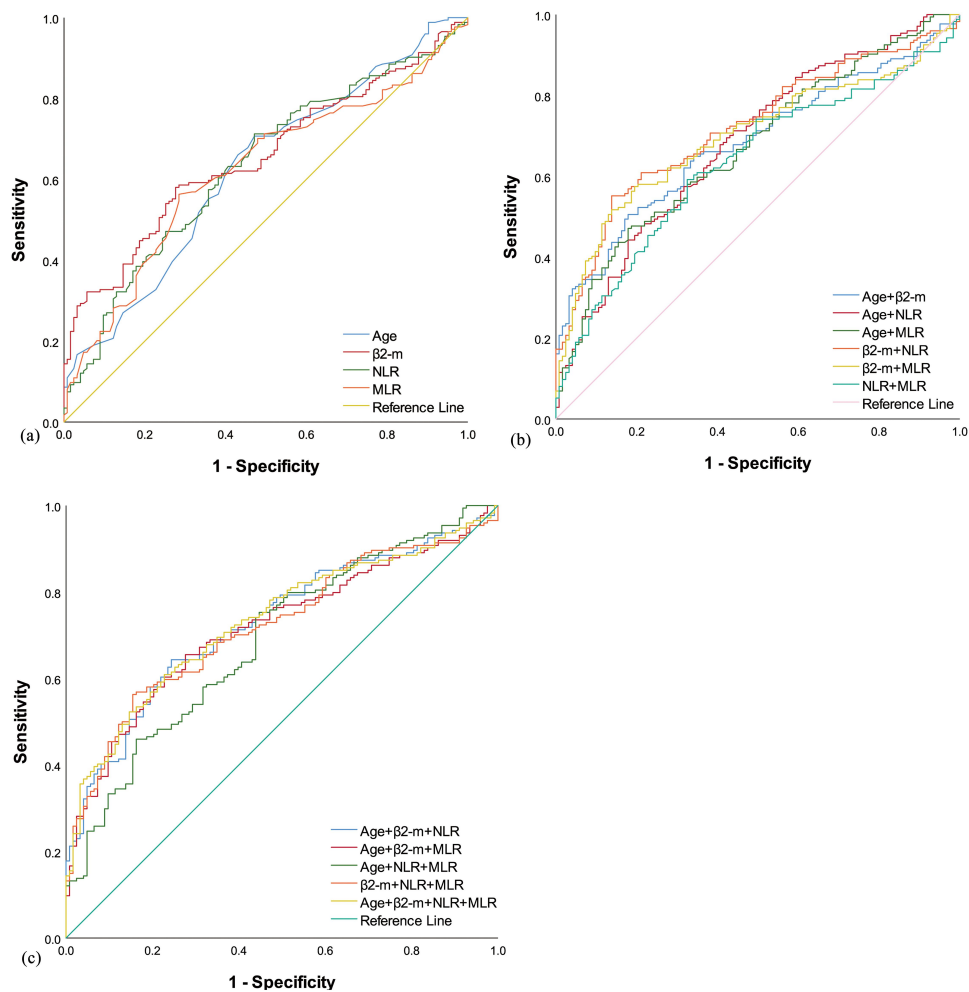 1.0
0.8
0.6
0.4
0.2
0.0
Sensitivity
0.0
0.2
0.4
0.6
0.8
1.0
1 - Specificity
Age
β2-m
NLR
MLR
Reference Line
(a)
1.0
0.8
0.6
0.4
0.2
0.0
Sensitivity
0.0
0.2
0.4
0.6
0.8
1.0
1 - Specificity
Age+β2-m
Age+NLR
Age+MLR
β2-m+NLR
β2-m+MLR
NLR+MLR
Reference Line
(b)
1.0
0.8
0.6
0.4
0.2
0.0
Sensitivity
0.0
0.2
0.4
0.6
0.8
1.0
1 - Specificity
Age+β2-m+NLR
Age+β2-m+MLR
Age+NLR+MLR
β2-m+NLR+MLR
Age+β2-m+NLR+MLR
Reference Line
(c)